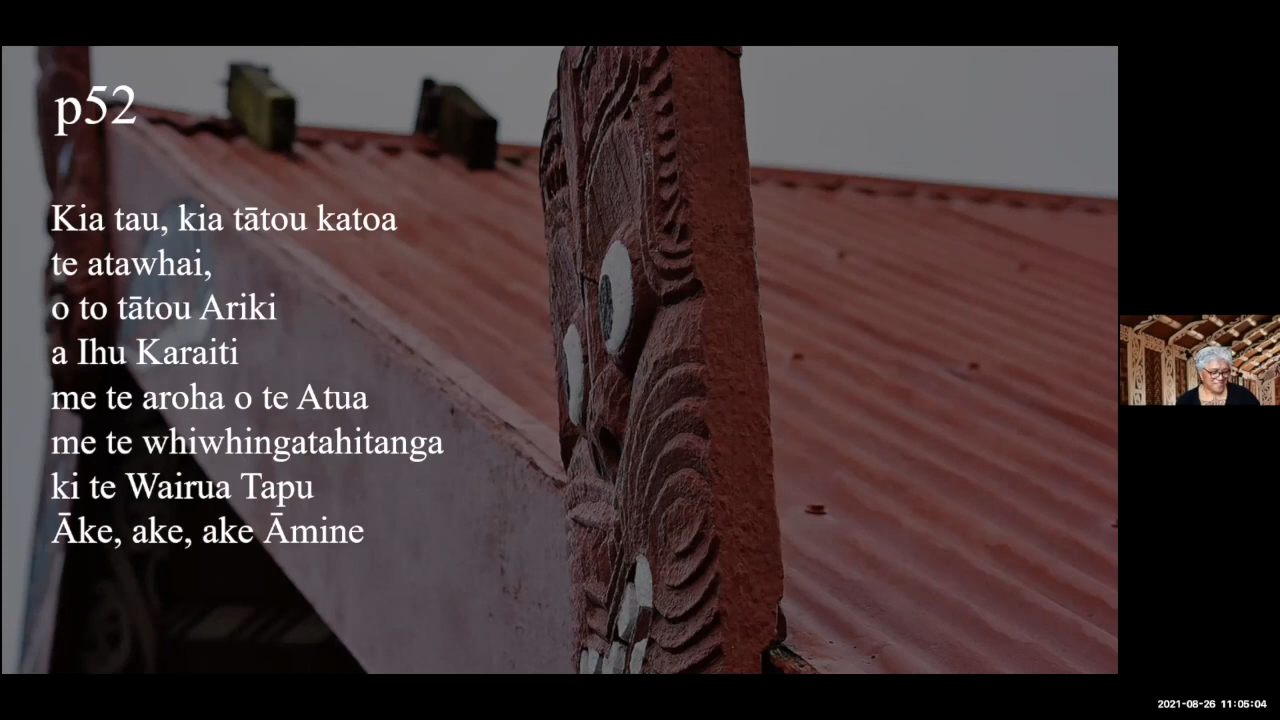 p52
Kia tau, kia tātou katoa
te atawhai,
o to tātou Ariki
a Ihu Karaiti
me te aroha o te Atua
me te whiwhingatahitanga
ki te Wairua Tapu
Āke, ake, ake Āmine
2021-08-26 11:05:04